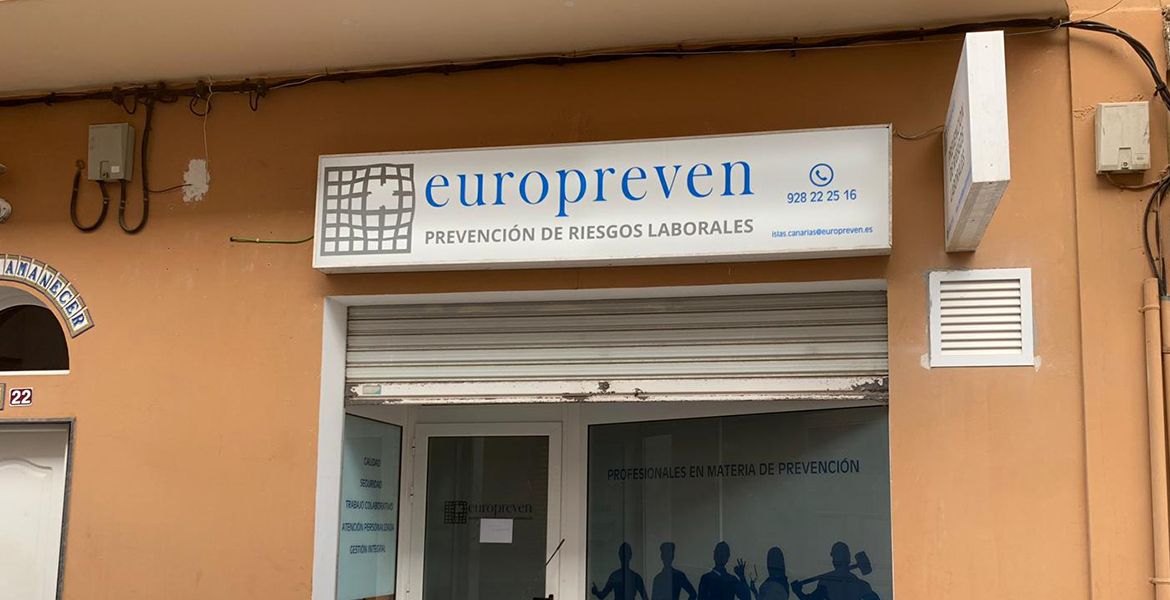 europreven
PREVENCIÓN DE RIESGOS LABORALES
928 22 25 16
islas.canarias@europreven.es
AMANECER
22
CALIDAD
SEGURIDAD
TRABAJO COLABORATIVO
ATENCIÓN PERSONALIZADA
GESTIÓN INTEGRAL
europreven
PROFESIONALES EN MATERIA DE PREVENCIÓN